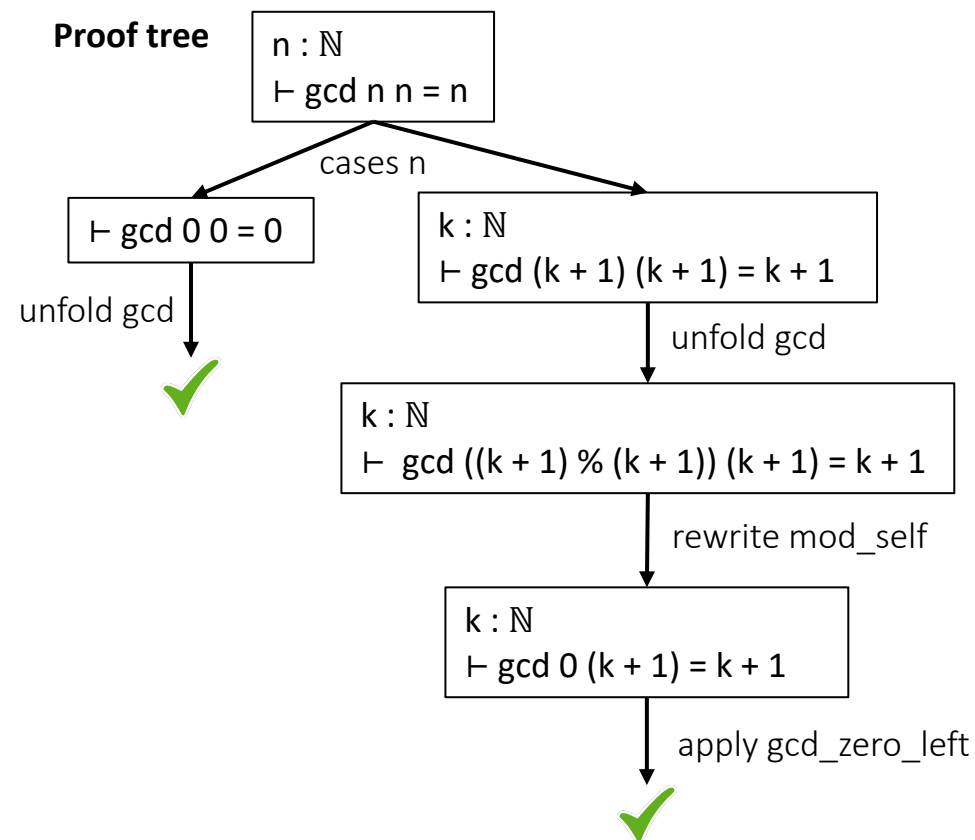 Proof tree
n : ℕ
⊢ gcd n n = n
cases n
⊢ gcd 0 0 = 0
k : ℕ
⊢ gcd (k + 1) (k + 1) = k + 1
unfold gcd
unfold gcd
k : ℕ
⊢ gcd ((k + 1) % (k + 1)) (k + 1) = k + 1
rewrite mod_self
k : ℕ
⊢ gcd 0 (k + 1) = k + 1
apply gcd_zero_left